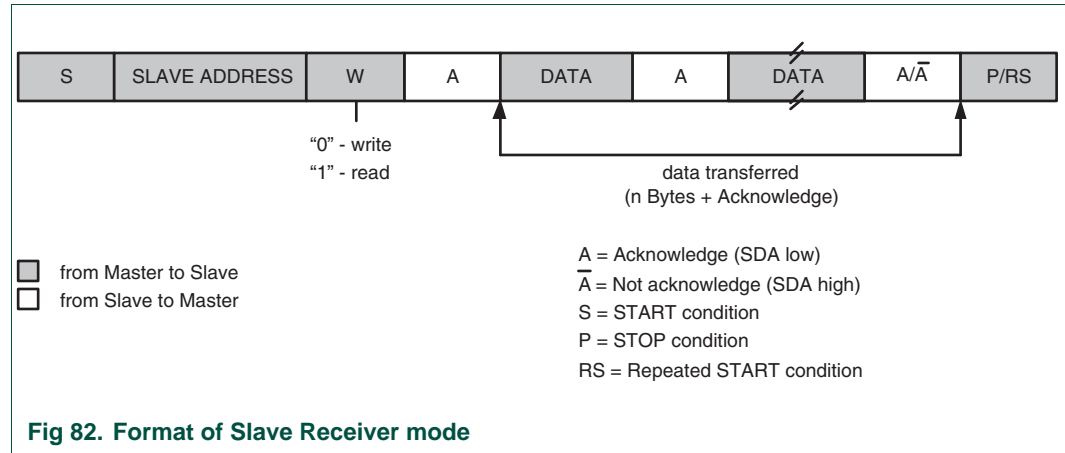 S SLAVE ADDRESS W A DATA A DATA A/A̅ P/RS
“0” - write
“1” - read
data transferred
(n Bytes + Acknowledge)
from Master to Slave
from Slave to Master
A = Acknowledge (SDA low)
A̅ = Not acknowledge (SDA high)
S = START condition
P = STOP condition
RS = Repeated START condition
Fig 82. Format of Slave Receiver mode